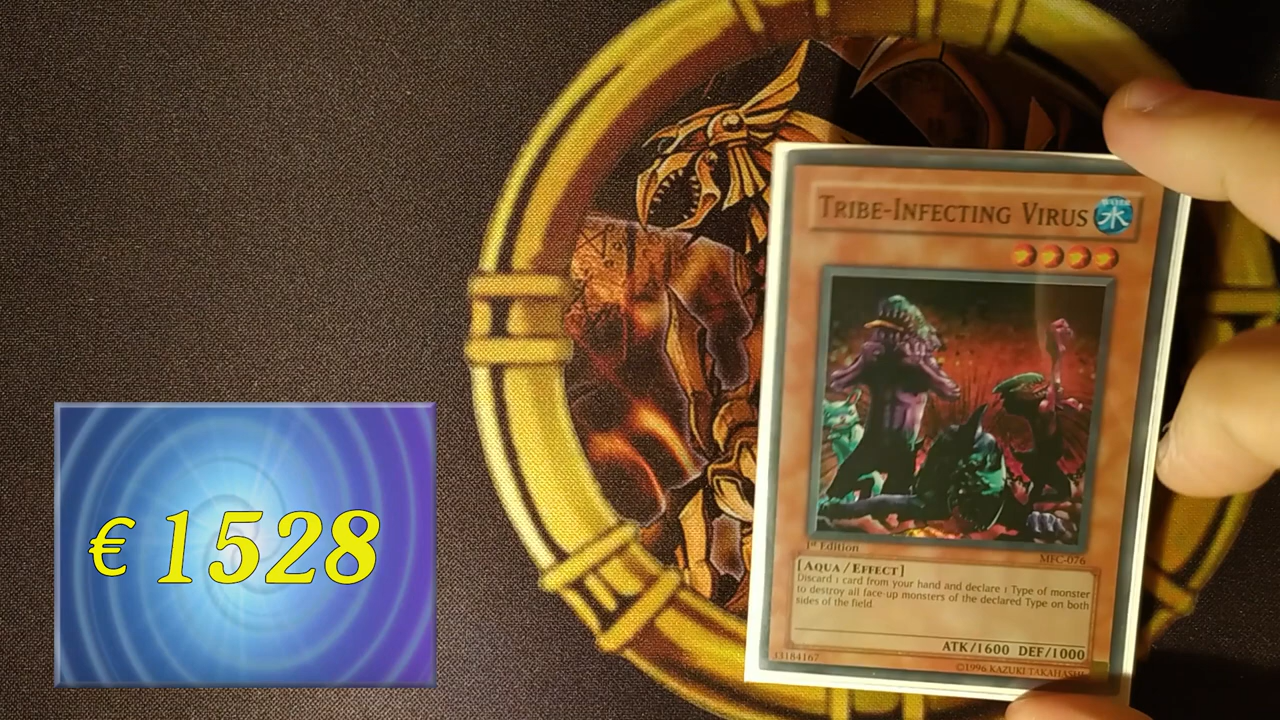 TRIBE-INFECTING VIRUS
WATER
水
1st Edition
MFC-076
[AQUA/EFFECT]
Discard 1 card from your hand and declare 1 Type of monster
to destroy all face-up monsters of the declared Type on both
sides of the field.
ATK/1600 DEF/1000
33184167
©1996 KAZUKI TAKAHASHI
€ 1528